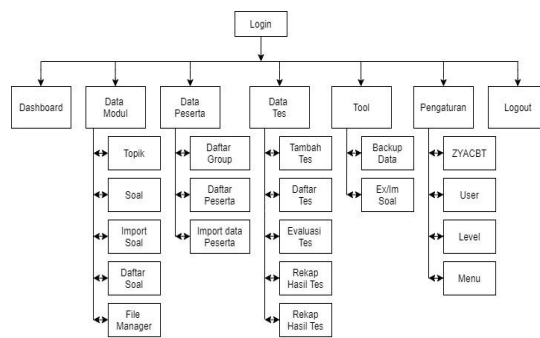 Login
Dashboard
Data
Modul
Data
Peserta
Data
Tes
Tool
Pengaturan
Logout
Topik
Soal
Import
Soal
Daftar
Soal
File
Manager
Daftar
Group
Daftar
Peserta
Import data
Peserta
Tambah
Tes
Daftar
Tes
Evaluasi
Tes
Rekap
Hasil Tes
Rekap
Hasil Tes
Backup
Data
Ex/Im
Soal
ZYACBT
User
Level
Menu